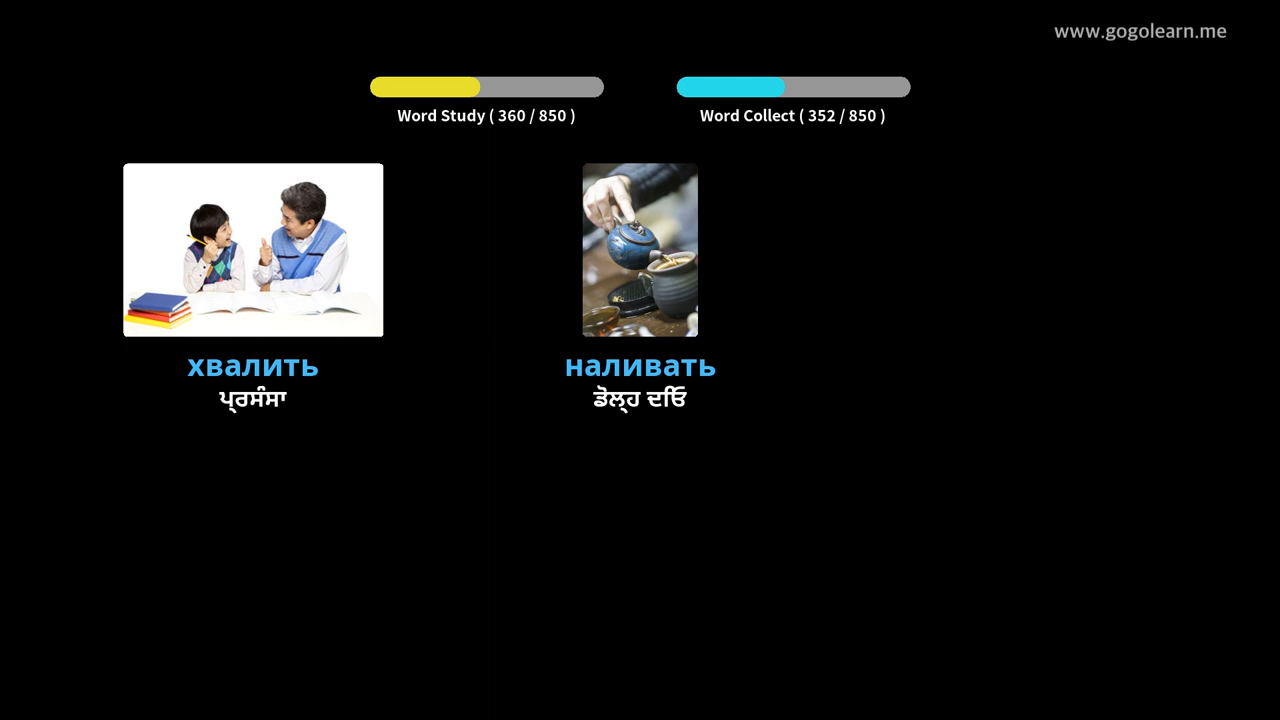 www.gogolearn.me
Word Study ( 360 / 850 )
Word Collect ( 352 / 850 )
хвалить
ਪ੍ਰਸੰਸਾ
наливать
ਡੋਲ੍ਹ ਦਓਿ